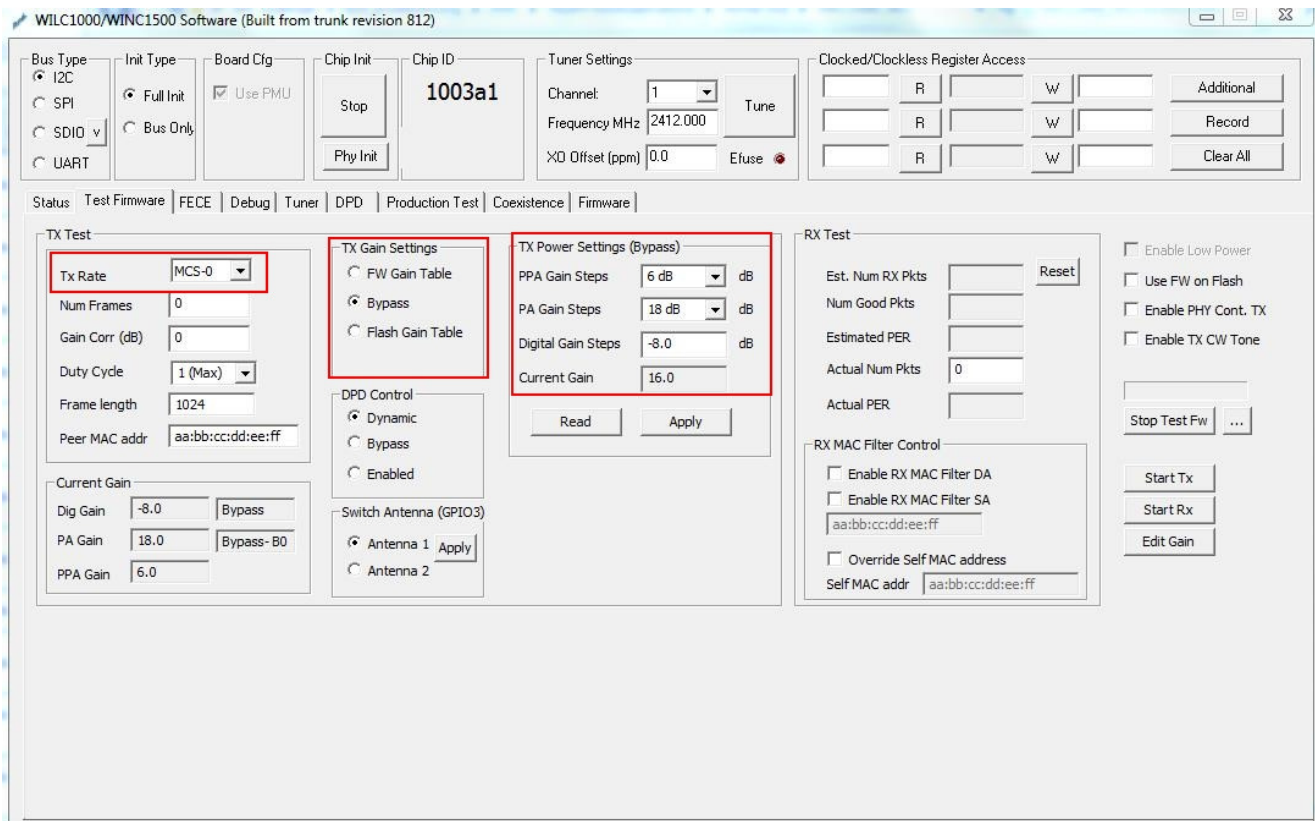 WILC1000/WINC1500 Software (Built from trunk revision 812)
Bus Type
I2C
SPI
SDIO v
UART
Init Type
Full Init
Bus Only
Board Cfg
Use PMU
Chip Init
Stop
Phy Init
Chip ID
1003a1
Tuner Settings
Channel: 1
Frequency MHz 2412.000
Tune
XO Offset (ppm) 0.0 Efuse
Clocked/Clockless Register Access
R W Additional
R W Record
R W Clear All
Status Test Firmware FECE Debug Tuner DPD Production Test Coexistence Firmware
TX Test
Tx Rate MCS-0
Num Frames 0
Gain Corr (dB) 0
Duty Cycle 1 (Max)
Frame length 1024
Peer MAC addr aa:bb:cc:dd:ee:ff
Current Gain
Dig Gain -8.0 Bypass
PA Gain 18.0 Bypass- B0
PPA Gain 6.0
TX Gain Settings
FW Gain Table
Bypass
Flash Gain Table
DPD Control
Dynamic
Bypass
Enabled
Switch Antenna (GPIO3)
Antenna 1 Apply
Antenna 2
TX Power Settings (Bypass)
PPA Gain Steps 6 dB dB
PA Gain Steps 18 dB dB
Digital Gain Steps -8.0 dB
Current Gain 16.0
Read Apply
RX Test
Est. Num RX Pkts Reset
Num Good Pkts
Estimated PER
Actual Num Pkts 0
Actual PER
RX MAC Filter Control
Enable RX MAC Filter DA
Enable RX MAC Filter SA
aa:bb:cc:dd:ee:ff
Override Self MAC address
Self MAC addr aa:bb:cc:dd:ee:ff
Enable Low Power
Use FW on Flash
Enable PHY Cont. TX
Enable TX CW Tone
Stop Test Fw ...
Start Tx
Start Rx
Edit Gain